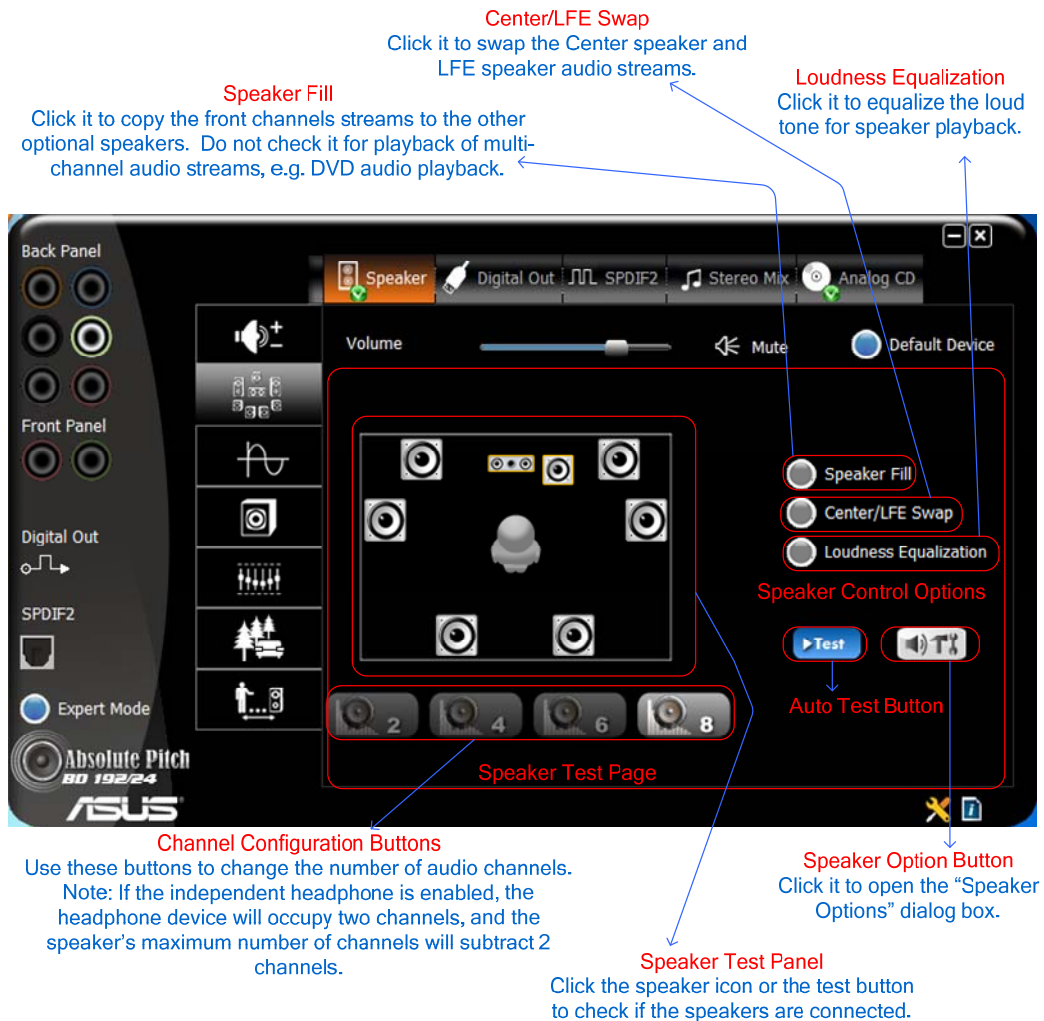 Center/LFE Swap
Click it to swap the Center speaker and
LFE speaker audio streams.
Loudness Equalization
Click it to equalize the loud
tone for speaker playback.
Speaker Fill
Click it to copy the front channels streams to the other
optional speakers. Do not check it for playback of multi-
channel audio streams, e.g. DVD audio playback.
Back Panel
Front Panel
Digital Out
SPDIF2
Expert Mode
Absolute Pitch
BD 192/24
ASUS
Speaker
Digital Out
SPDIF2
Stereo Mix
Analog CD
Volume
Mute
Default Device
Speaker Fill
Center/LFE Swap
Loudness Equalization
Speaker Control Options
Test
Auto Test Button
2
4
6
8
Speaker Test Page
Channel Configuration Buttons
Use these buttons to change the number of audio channels.
Note: If the independent headphone is enabled, the
headphone device will occupy two channels, and the
speaker's maximum number of channels will subtract 2
channels.
Speaker Option Button
Click it to open the “Speaker
Options” dialog box.
Speaker Test Panel
Click the speaker icon or the test button
to check if the speakers are connected.